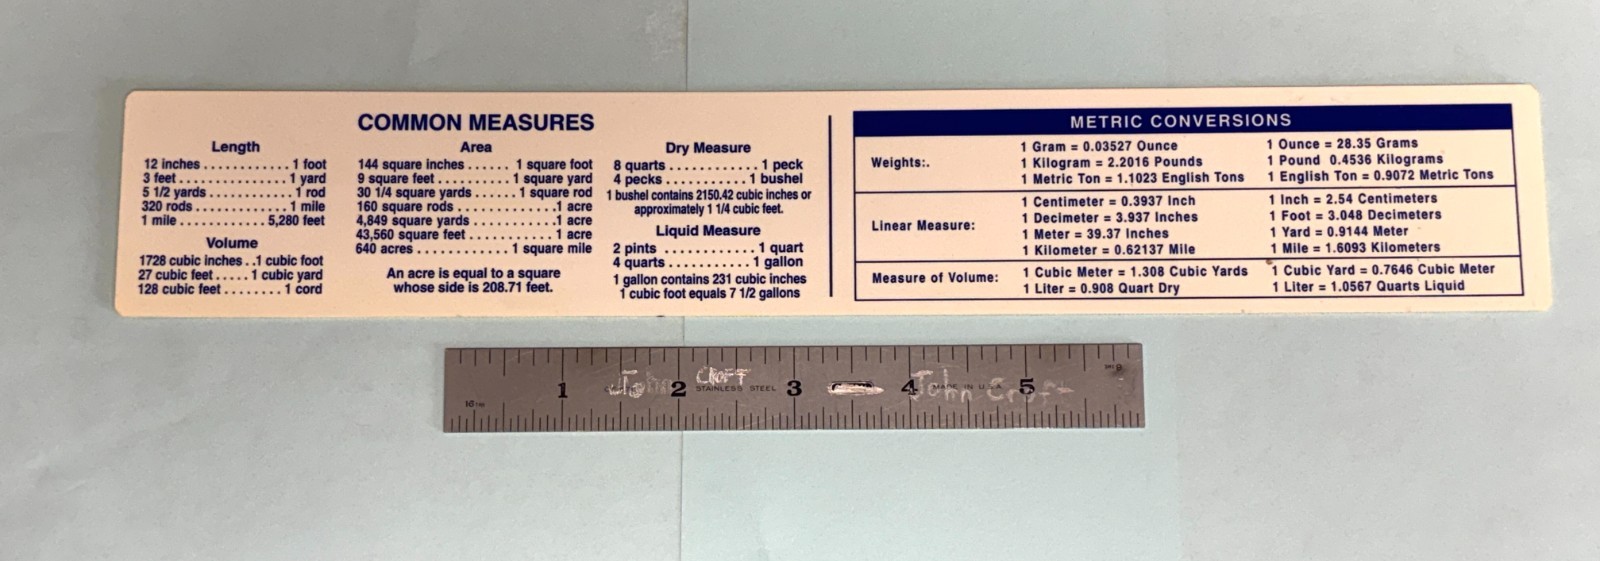 COMMON MEASURES
Length
12 inches . . . . . . . . . . . . 1 foot
3 feet . . . . . . . . . . . . . . . . 1 yard
5 1/2 yards . . . . . . . . . . . . 1 rod
320 rods . . . . . . . . . . . . . 1 mile
1 mile . . . . . . . . . . . . 5,280 feet
Volume
1728 cubic inches . . 1 cubic foot
27 cubic feet . . . . . 1 cubic yard
128 cubic feet . . . . . . . . 1 cord
Area
144 square inches . . . . . . 1 square foot
9 square feet . . . . . . . . . . 1 square yard
30 1/4 square yards . . . . . 1 square rod
160 square rods . . . . . . . . . . . . .1 acre
4,849 square yards . . . . . . . . . . .1 acre
43,560 square feet . . . . . . . . . . 1 acre
640 acres . . . . . . . . . . . 1 square mile
An acre is equal to a square
whose side is 208.71 feet.
Dry Measure
8 quarts . . . . . . . . . . . 1 peck
4 pecks . . . . . . . . . . 1 bushel
1 bushel contains 2150.42 cubic inches or
approximately 1 1/4 cubic feet.
Liquid Measure
2 pints . . . . . . . . . . . 1 quart
4 quarts . . . . . . . . . . 1 gallon
1 gallon contains 231 cubic inches
1 cubic foot equals 7 1/2 gallons
METRIC CONVERSIONS
Weights:.
1 Gram = 0.03527 Ounce 1 Ounce = 28.35 Grams
1 Kilogram = 2.2016 Pounds 1 Pound 0.4536 Kilograms
1 Metric Ton = 1.1023 English Tons 1 English Ton = 0.9072 Metric Tons
Linear Measure:
1 Centimeter = 0.3937 Inch 1 Inch = 2.54 Centimeters
1 Decimeter = 3.937 Inches 1 Foot = 3.048 Decimeters
1 Meter = 39.37 Inches 1 Yard = 0.9144 Meter
1 Kilometer = 0.62137 Mile 1 Mile = 1.6093 Kilometers
Measure of Volume:
1 Cubic Meter = 1.308 Cubic Yards 1 Cubic Yard = 0.7646 Cubic Meter
1 Liter = 0.908 Quart Dry 1 Liter = 1.0567 Quarts Liquid
1 2 3 4 5
John Croft
STAINLESS STEEL
MADE IN U.S.A.
John Croft
16THS